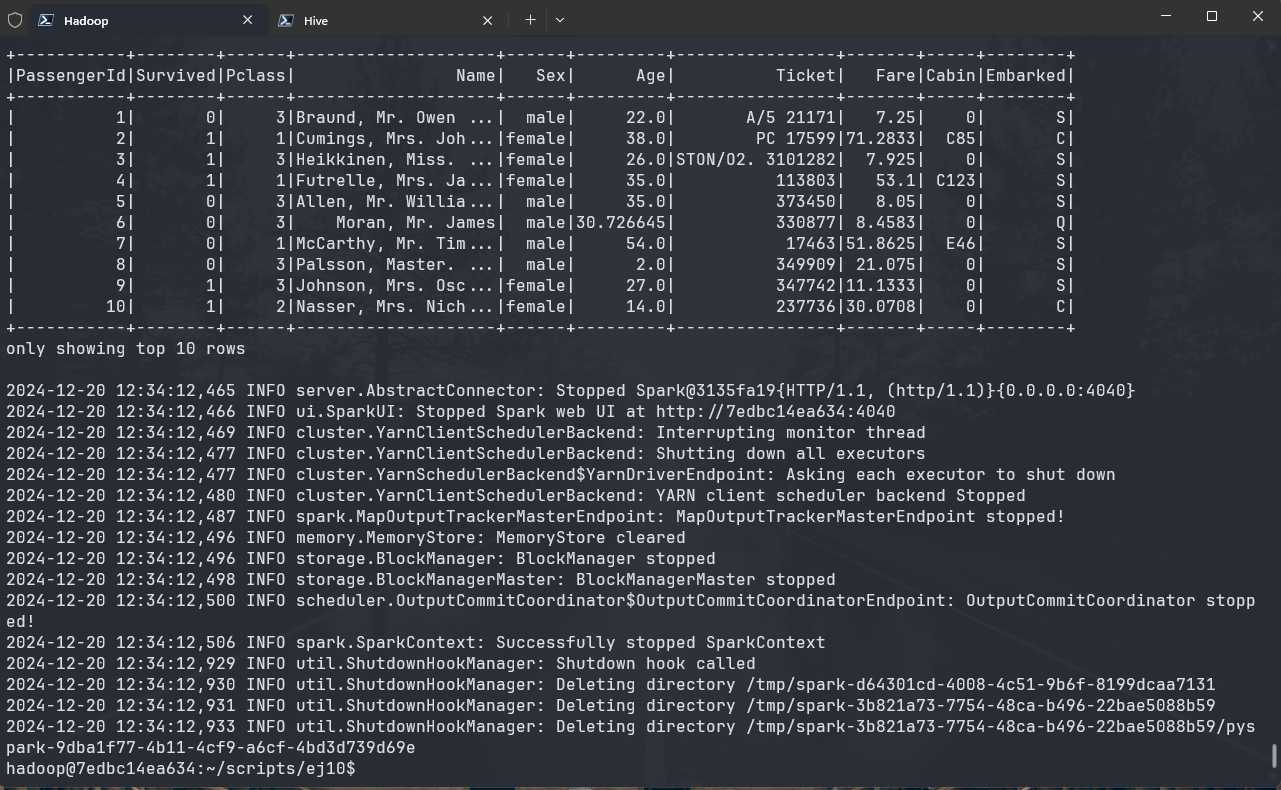 Hadoop
Hive
+-----------+--------+------+--------------------+------+---------+----------------+-------+-----+--------+
|PassengerId|Survived|Pclass|                Name|   Sex|      Age|          Ticket|   Fare|Cabin|Embarked|
+-----------+--------+------+--------------------+------+---------+----------------+-------+-----+--------+
|          1|       0|     3|Braund, Mr. Owen ...|  male|     22.0|       A/5 21171|   7.25|    0|       S|
|          2|       1|     1|Cumings, Mrs. Joh...|female|     38.0|        PC 17599|71.2833|  C85|       C|
|          3|       1|     3|Heikkinen, Miss. ...|female|     26.0|STON/O2. 3101282|  7.925|    0|       S|
|          4|       1|     1|Futrelle, Mrs. Ja...|female|     35.0|          113803|   53.1| C123|       S|
|          5|       0|     3|Allen, Mr. Willia...|  male|     35.0|          373450|   8.05|    0|       S|
|          6|       0|     3|    Moran, Mr. James|  male|30.726645|          330877| 8.4583|    0|       Q|
|          7|       0|     1|McCarthy, Mr. Tim...|  male|     54.0|           17463|51.8625|  E46|       S|
|          8|       0|     3|Palsson, Master. ...|  male|      2.0|          349909| 21.075|    0|       S|
|          9|       1|     3|Johnson, Mrs. Osc...|female|     27.0|          347742|11.1333|    0|       S|
|         10|       1|     2|Nasser, Mrs. Nich...|female|     14.0|          237736|30.0708|    0|       C|
+-----------+--------+------+--------------------+------+---------+----------------+-------+-----+--------+
only showing top 10 rows
2024-12-20 12:34:12,465 INFO server.AbstractConnector: Stopped Spark@3135fa19{HTTP/1.1, (http/1.1)}{0.0.0.0:4040}
2024-12-20 12:34:12,466 INFO ui.SparkUI: Stopped Spark web UI at http://7edbc14ea634:4040
2024-12-20 12:34:12,469 INFO cluster.YarnClientSchedulerBackend: Interrupting monitor thread
2024-12-20 12:34:12,477 INFO cluster.YarnClientSchedulerBackend: Shutting down all executors
2024-12-20 12:34:12,477 INFO cluster.YarnSchedulerBackend$YarnDriverEndpoint: Asking each executor to shut down
2024-12-20 12:34:12,480 INFO cluster.YarnClientSchedulerBackend: YARN client scheduler backend Stopped
2024-12-20 12:34:12,487 INFO spark.MapOutputTrackerMasterEndpoint: MapOutputTrackerMasterEndpoint stopped!
2024-12-20 12:34:12,496 INFO memory.MemoryStore: MemoryStore cleared
2024-12-20 12:34:12,496 INFO storage.BlockManager: BlockManager stopped
2024-12-20 12:34:12,498 INFO storage.BlockManagerMaster: BlockManagerMaster stopped
2024-12-20 12:34:12,500 INFO scheduler.OutputCommitCoordinator$OutputCommitCoordinatorEndpoint: OutputCommitCoordinator stopp
ed!
2024-12-20 12:34:12,506 INFO spark.SparkContext: Successfully stopped SparkContext
2024-12-20 12:34:12,929 INFO util.ShutdownHookManager: Shutdown hook called
2024-12-20 12:34:12,930 INFO util.ShutdownHookManager: Deleting directory /tmp/spark-d64301cd-4008-4c51-9b6f-8199dcaa7131
2024-12-20 12:34:12,931 INFO util.ShutdownHookManager: Deleting directory /tmp/spark-3b821a73-7754-48ca-b496-22bae5088b59
2024-12-20 12:34:12,933 INFO util.ShutdownHookManager: Deleting directory /tmp/spark-3b821a73-7754-48ca-b496-22bae5088b59/pys
park-9dba1f77-4b11-4cf9-a6cf-4bd3d739d69e
hadoop@7edbc14ea634:~/scripts/ej10$